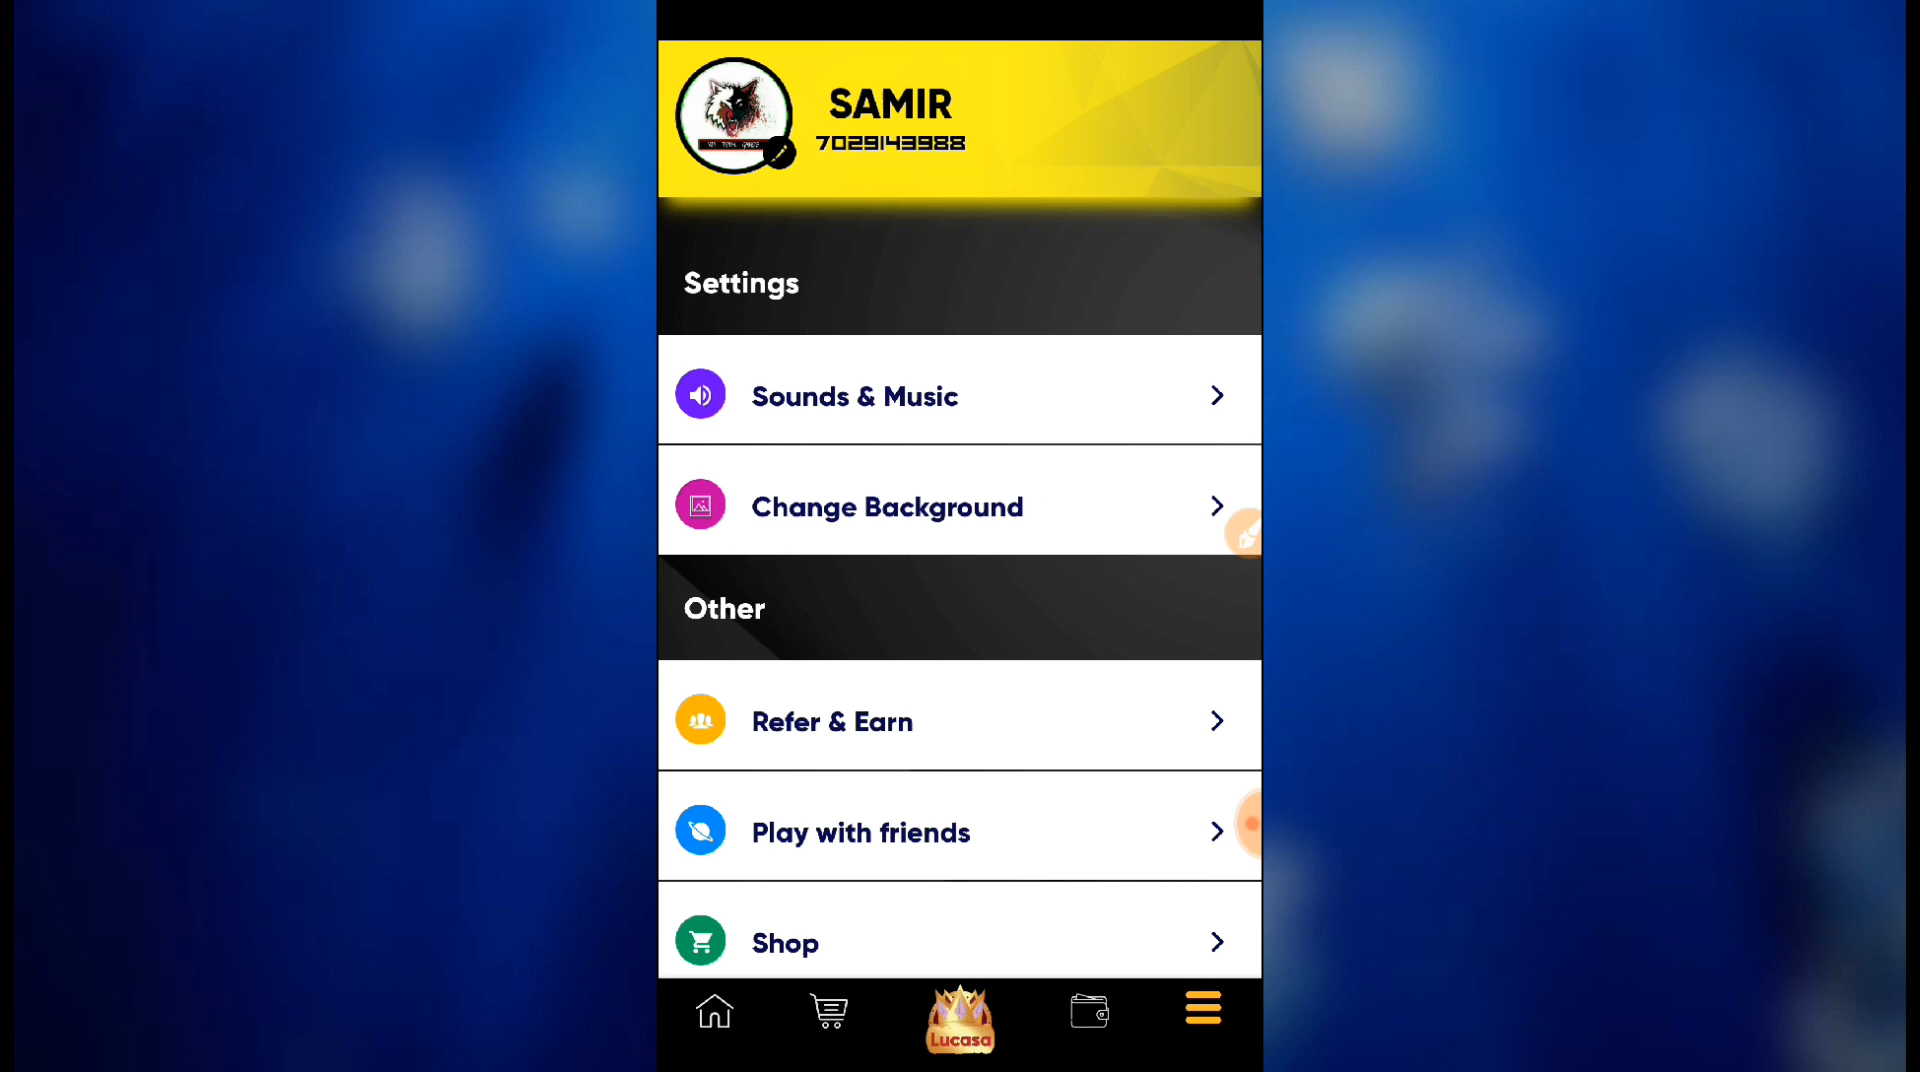 SAMIR
7029143988
Settings
Sounds & Music
Change Background
Other
Refer & Earn
Play with friends
Shop
Lucasa